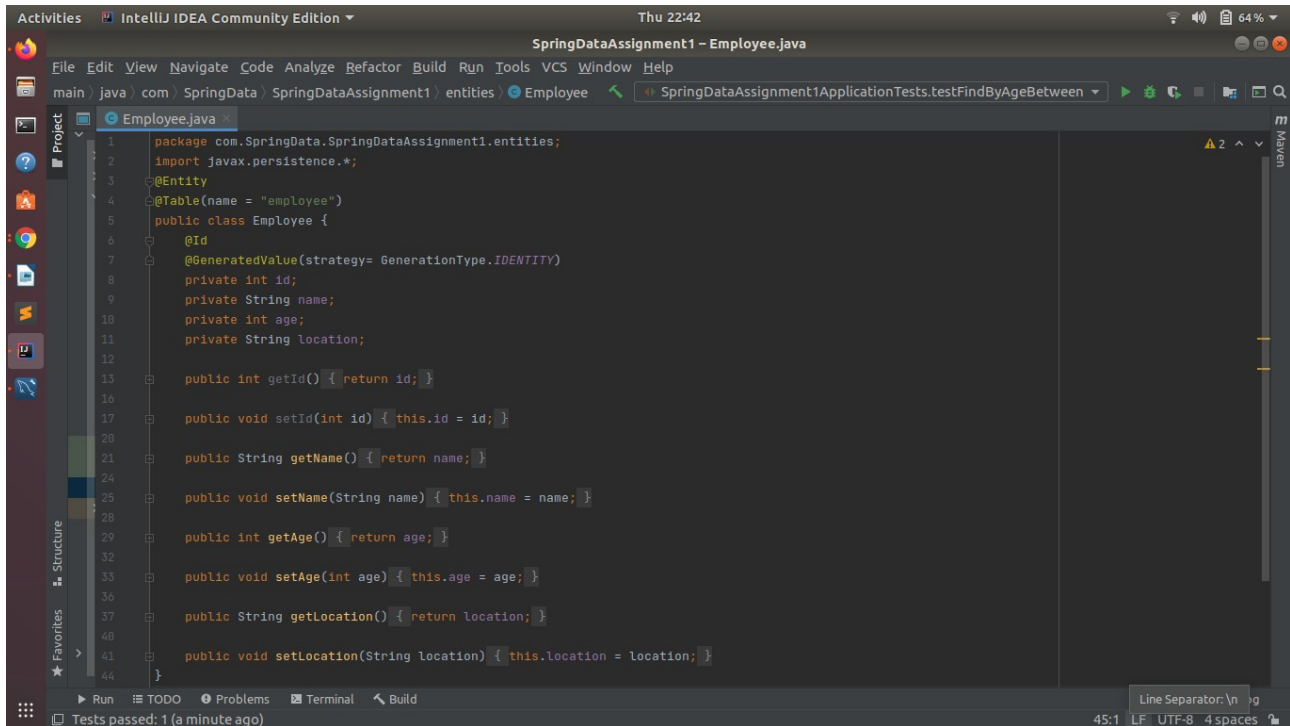 Activities IntelliJ IDEA Community Edition Thu 22:42 64 %
SpringDataAssignment1 – Employee.java
File Edit View Navigate Code Analyze Refactor Build Run Tools VCS Window Help
main java com SpringData SpringDataAssignment1 entities Employee SpringDataAssignment1ApplicationTests.testFindByAgeBetween
Project
Employee.java
Maven
2
1 package com.SpringData.SpringDataAssignment1.entities;
2 import javax.persistence.*;
3 @Entity
4 @Table(name = "employee")
5 public class Employee {
6 @Id
7 @GeneratedValue(strategy= GenerationType.IDENTITY)
8 private int id;
9 private String name;
10 private int age;
11 private String location;
12
13 public int getId() { return id; }
16
17 public void setId(int id) { this.id = id; }
20
21 public String getName() { return name; }
24
25 public void setName(String name) { this.name = name; }
28
29 public int getAge() { return age; }
32
33 public void setAge(int age) { this.age = age; }
36
37 public String getLocation() { return location; }
40
41 public void setLocation(String location) { this.location = location; }
44 }
Structure
Favorites
Run TODO Problems Terminal Build
Line Separator: \n
Tests passed: 1 (a minute ago) 45:1 LF UTF-8 4 spaces